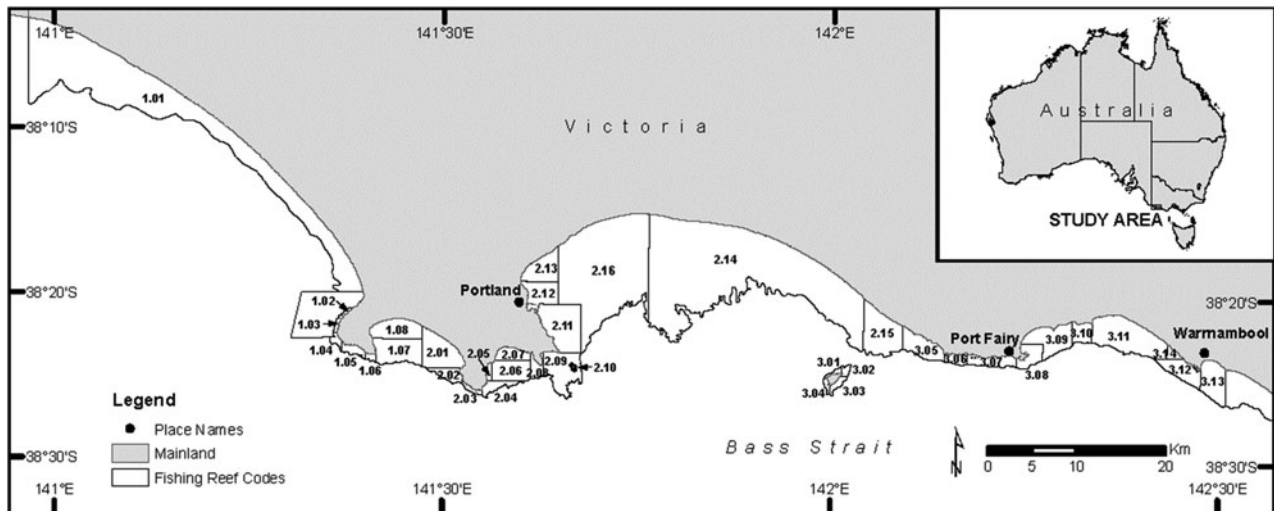 141°E
141°30'E
142°E
38°10'S
1.01
Victoria
Australia
STUDY AREA
38°20'S
1.02
1.03
1.04
1.05
1.06
1.07
1.08
2.01
2.02
2.03
2.04
2.05
2.06
2.07
2.08
2.09
2.10
2.11
2.12
2.13
Portland
2.16
2.14
2.15
3.01
3.02
3.03
3.04
3.05
3.06
3.07
Port Fairy
3.08
3.09
3.10
3.11
3.14
3.12
3.13
Warrnambool
38°20'S
Legend
Place Names
Mainland
Fishing Reef Codes
Bass Strait
N
Km
0 5 10 20
38°30'S
38°30'S
141°E
141°30'E
142°E
142°30'E